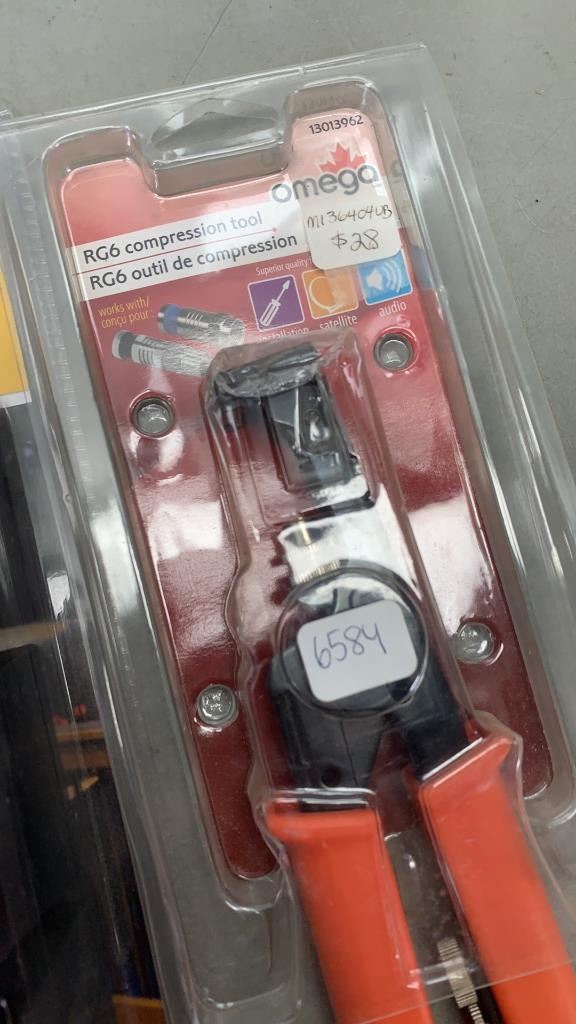 13013962
omega
M136404UB
$28
RG6 compression tool
RG6 outil de compression
works with/
conçu pour :
Superior quality
installation
satellite
audio
6584